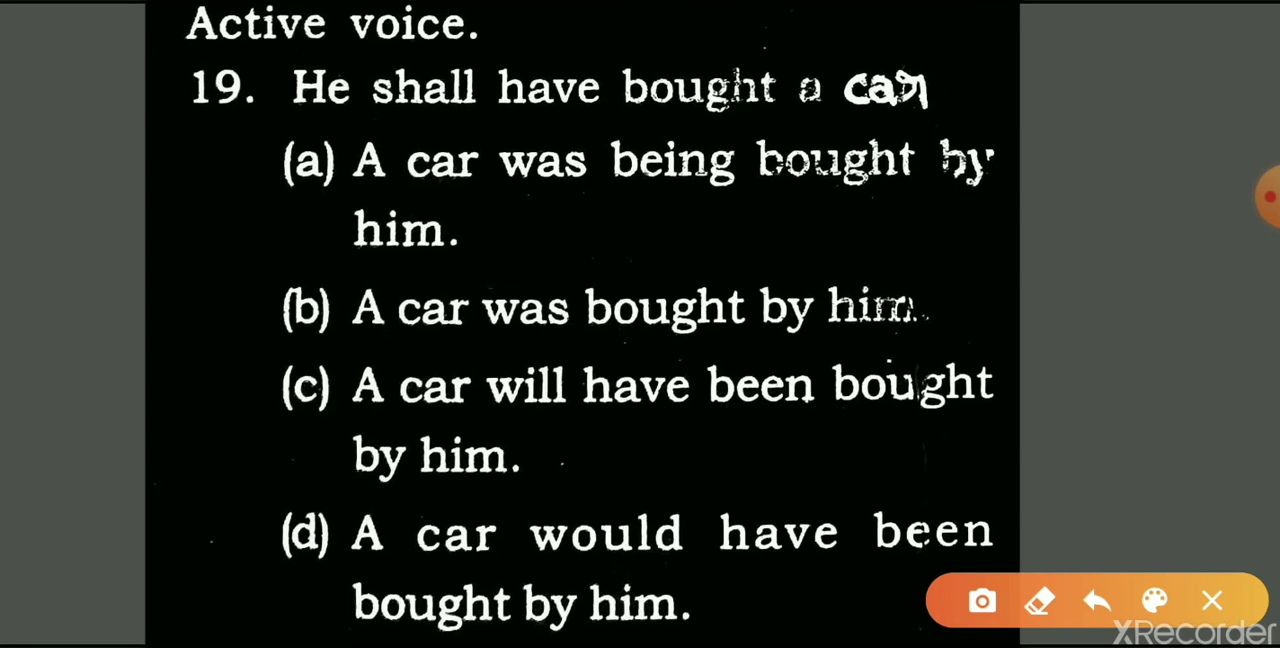 Active voice.
19. He shall have bought a car
(a) A car was being bought by
him.
(b) A car was bought by him.
(c) A car will have been bought
by him.
(d) A car would have been
bought by him.
XRecorder